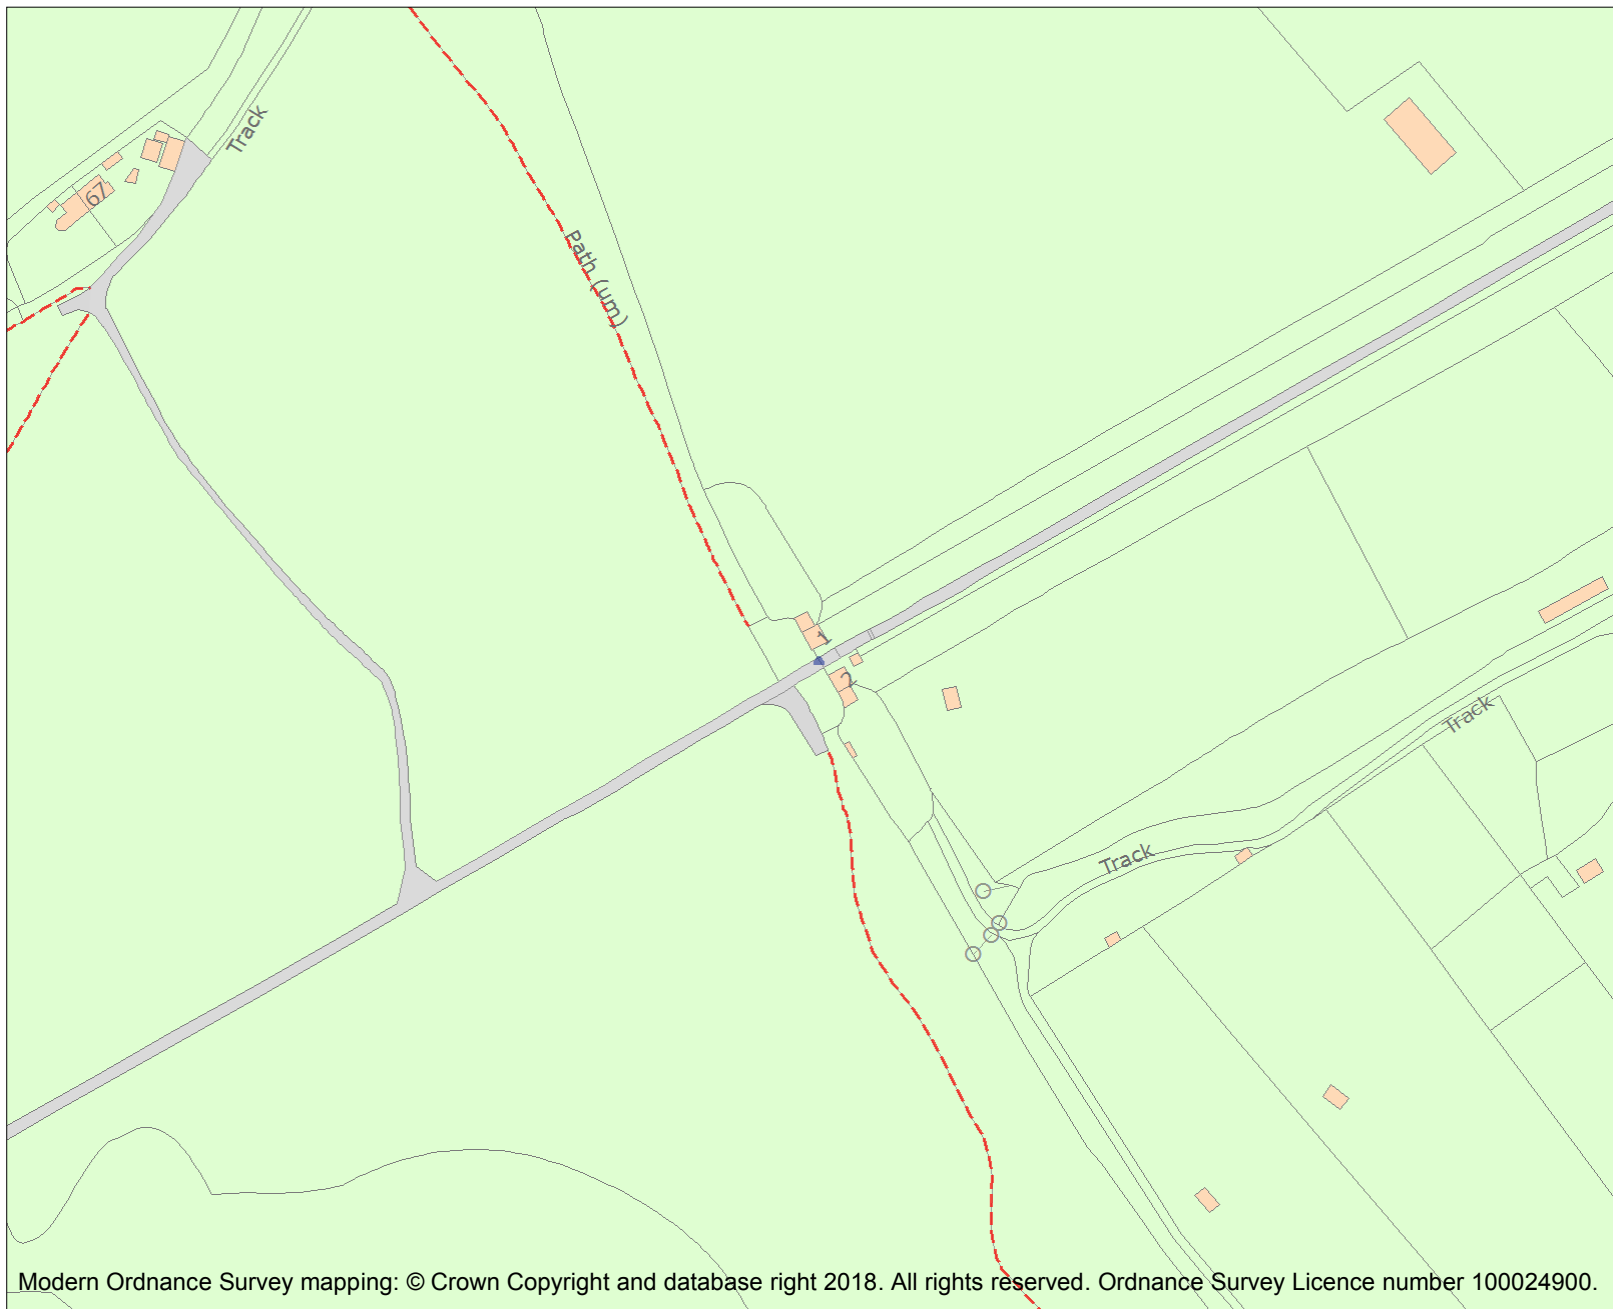 Track
67
Path (um)
1
2
Track
Track
Modern Ordnance Survey mapping: © Crown Copyright and database right 2018. All rights reserved. Ordnance Survey Licence number 100024900.